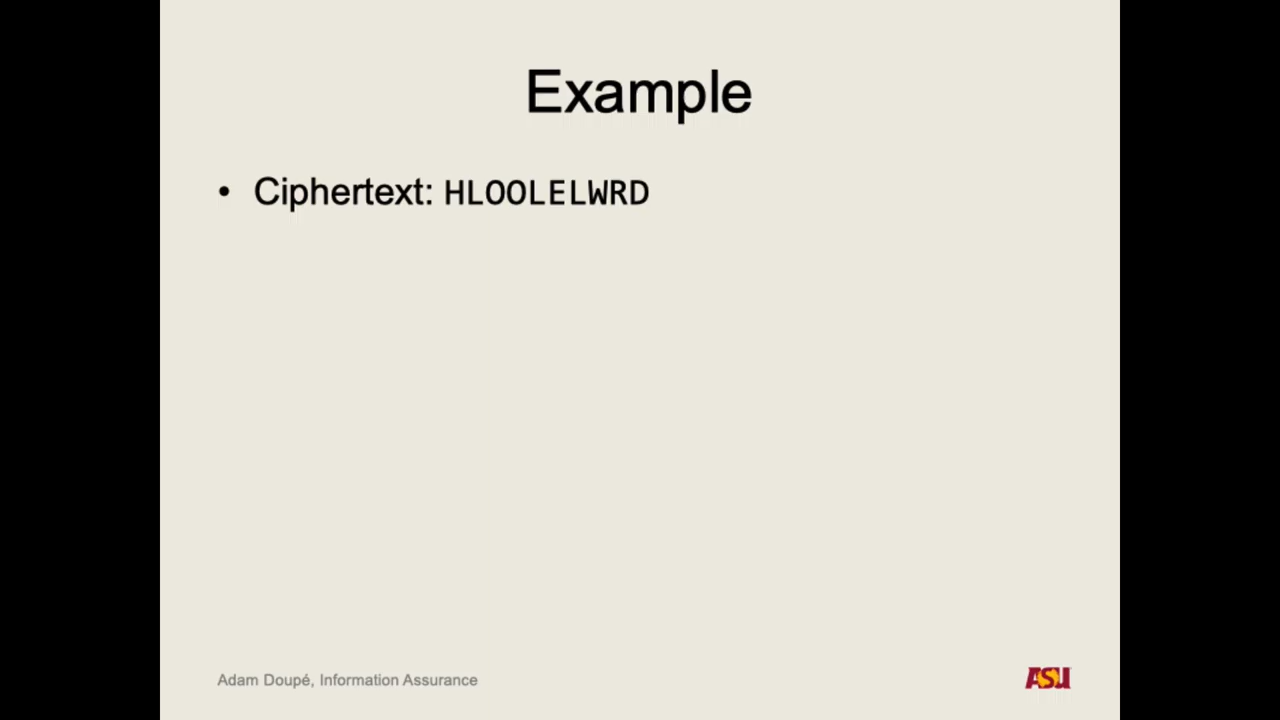 Example
• Ciphertext: HLOOLELWRD
Adam Doupé, Information Assurance
ASU